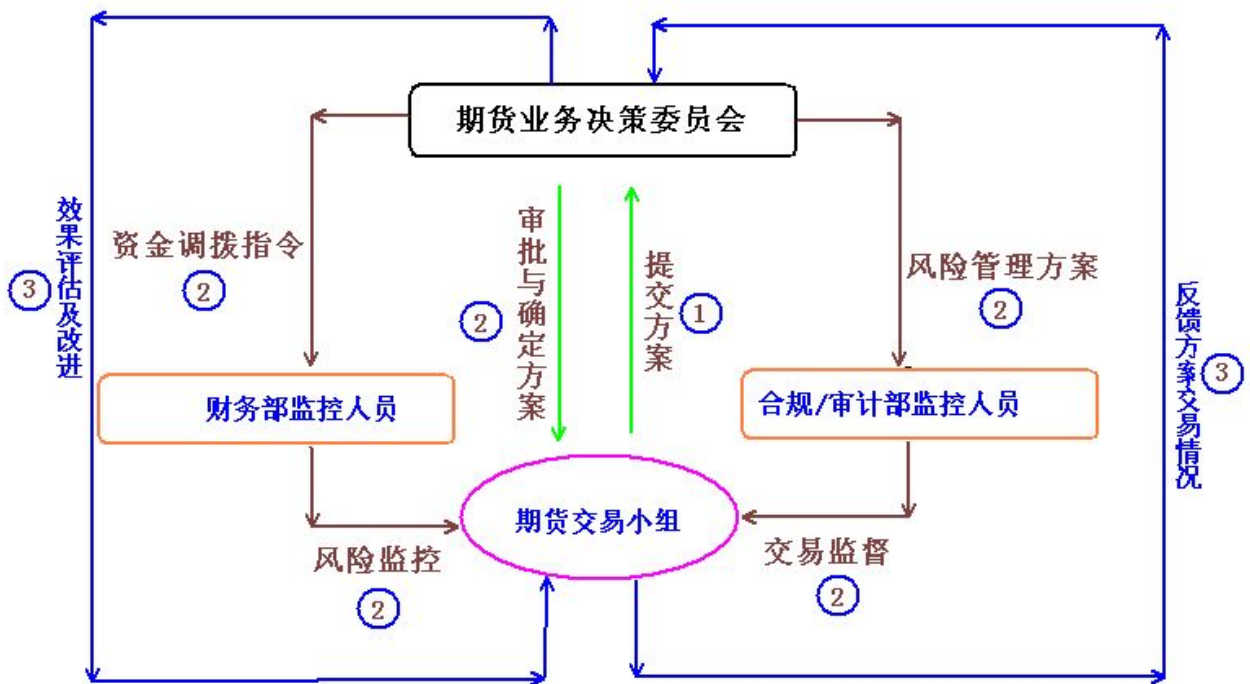 期货业务决策委员会
资金调拨指令
②
审批与确定方案
②
提交方案
①
风险管理方案
②
效果评估及改进
③
反馈方案交易情况
③
财务部监控人员
合规/审计部监控人员
期货交易小组
风险监控
②
交易监督
②